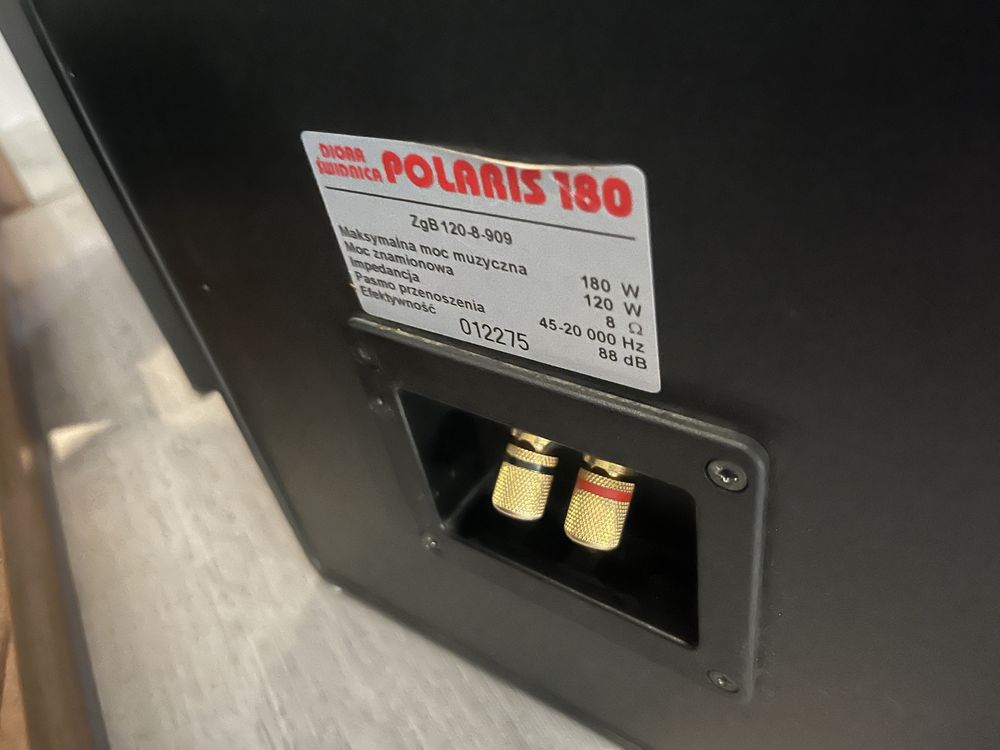 DIORA
ŚWIDNICA POLARIS 180
ZgB 120-8-909
Maksymalna moc muzyczna 180 W
Moc znamionowa 120 W
Impedancja 8 Ω
Pasmo przenoszenia 45-20 000 Hz
Efektywność 88 dB
012275